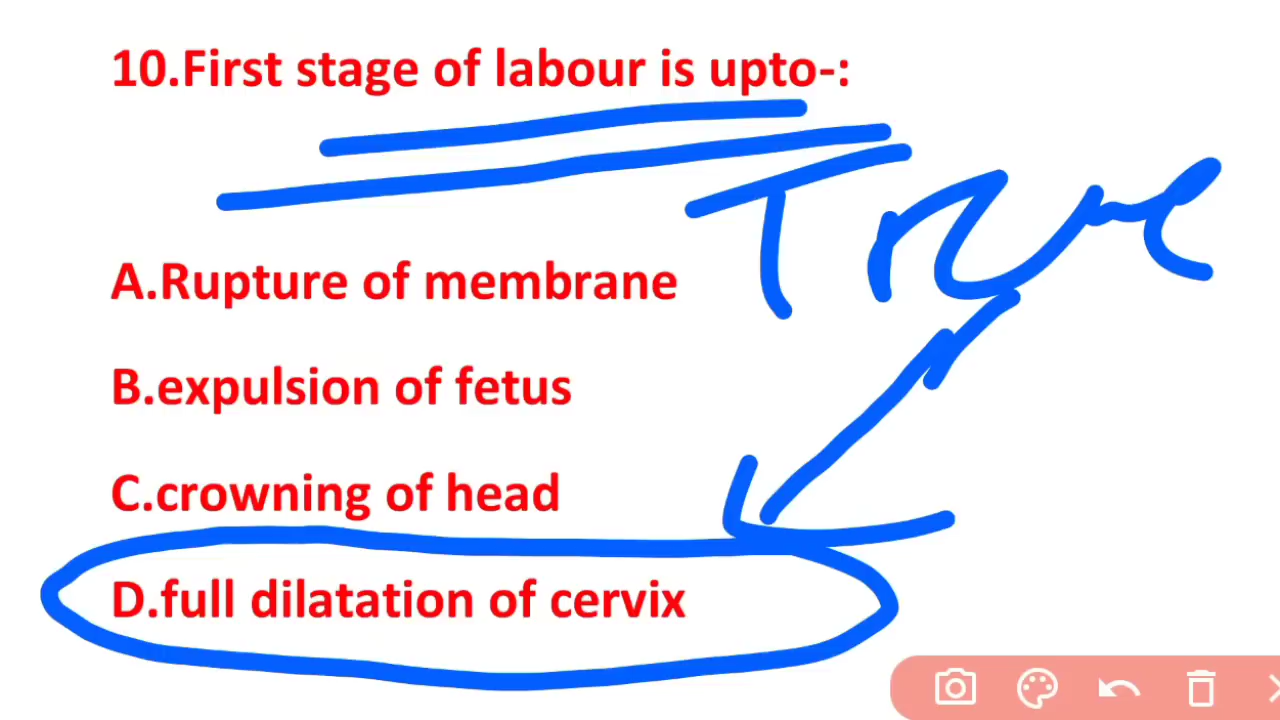 10.First stage of labour is upto-:
True
A.Rupture of membrane
B.expulsion of fetus
C.crowning of head
D.full dilatation of cervix